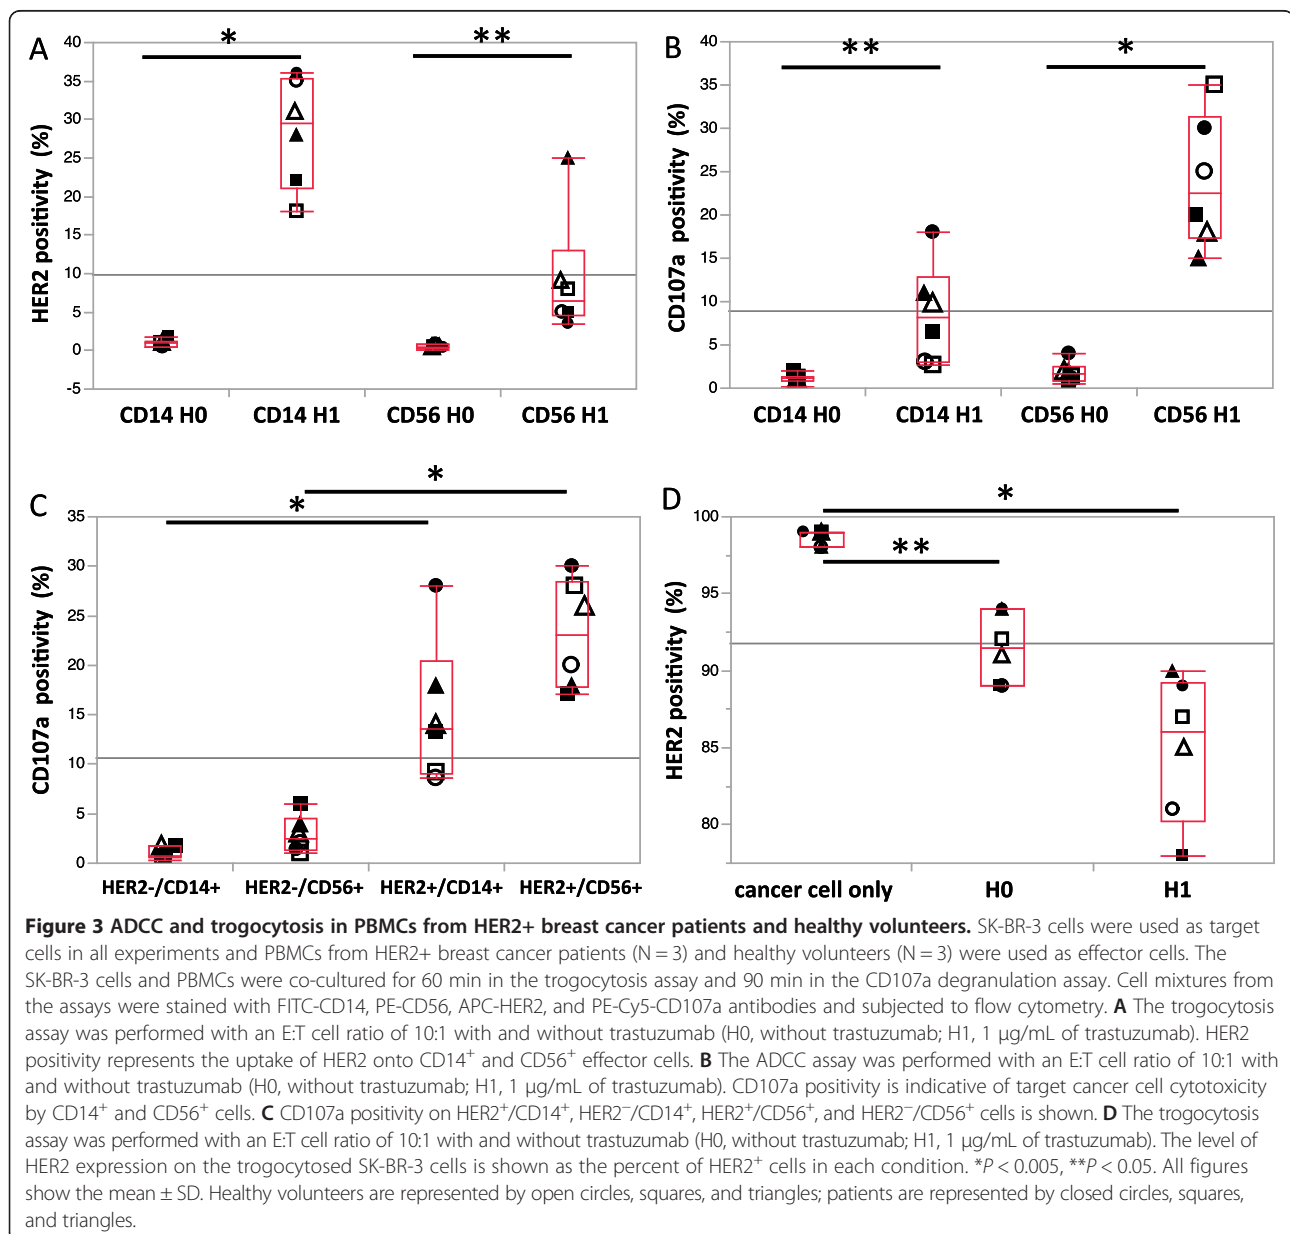 A
*
**
HER2 positivity (%)
40
35
30
25
20
15
10
5
0
-5
CD14 H0
CD14 H1
CD56 H0
CD56 H1
B
**
*
CD107a positivity (%)
40
35
30
25
20
15
10
5
0
CD14 H0
CD14 H1
CD56 H0
CD56 H1
C
*
*
CD107a positivity (%)
35
30
25
20
15
10
5
0
HER2-/CD14+
HER2-/CD56+
HER2+/CD14+
HER2+/CD56+
D
*
**
HER2 positivity (%)
100
95
90
85
80
cancer cell only
H0
H1
Figure 3 ADCC and trogocytosis in PBMCs from HER2+ breast cancer patients and healthy volunteers. SK-BR-3 cells were used as target
cells in all experiments and PBMCs from HER2+ breast cancer patients (N = 3) and healthy volunteers (N = 3) were used as effector cells. The
SK-BR-3 cells and PBMCs were co-cultured for 60 min in the trogocytosis assay and 90 min in the CD107a degranulation assay. Cell mixtures from
the assays were stained with FITC-CD14, PE-CD56, APC-HER2, and PE-Cy5-CD107a antibodies and subjected to flow cytometry. A The trogocytosis
assay was performed with an E:T cell ratio of 10:1 with and without trastuzumab (H0, without trastuzumab; H1, 1 μg/mL of trastuzumab). HER2
positivity represents the uptake of HER2 onto CD14⁺ and CD56⁺ effector cells. B The ADCC assay was performed with an E:T cell ratio of 10:1 with
and without trastuzumab (H0, without trastuzumab; H1, 1 μg/mL of trastuzumab). CD107a positivity is indicative of target cancer cell cytotoxicity
by CD14⁺ and CD56⁺ cells. C CD107a positivity on HER2⁺/CD14⁺, HER2⁻/CD14⁺, HER2⁺/CD56⁺, and HER2⁻/CD56⁺ cells is shown. D The trogocytosis
assay was performed with an E:T cell ratio of 10:1 with and without trastuzumab (H0, without trastuzumab; H1, 1 μg/mL of trastuzumab). The level of
HER2 expression on the trogocytosed SK-BR-3 cells is shown as the percent of HER2⁺ cells in each condition. *P < 0.005, **P < 0.05. All figures
show the mean ± SD. Healthy volunteers are represented by open circles, squares, and triangles; patients are represented by closed circles, squares,
and triangles.